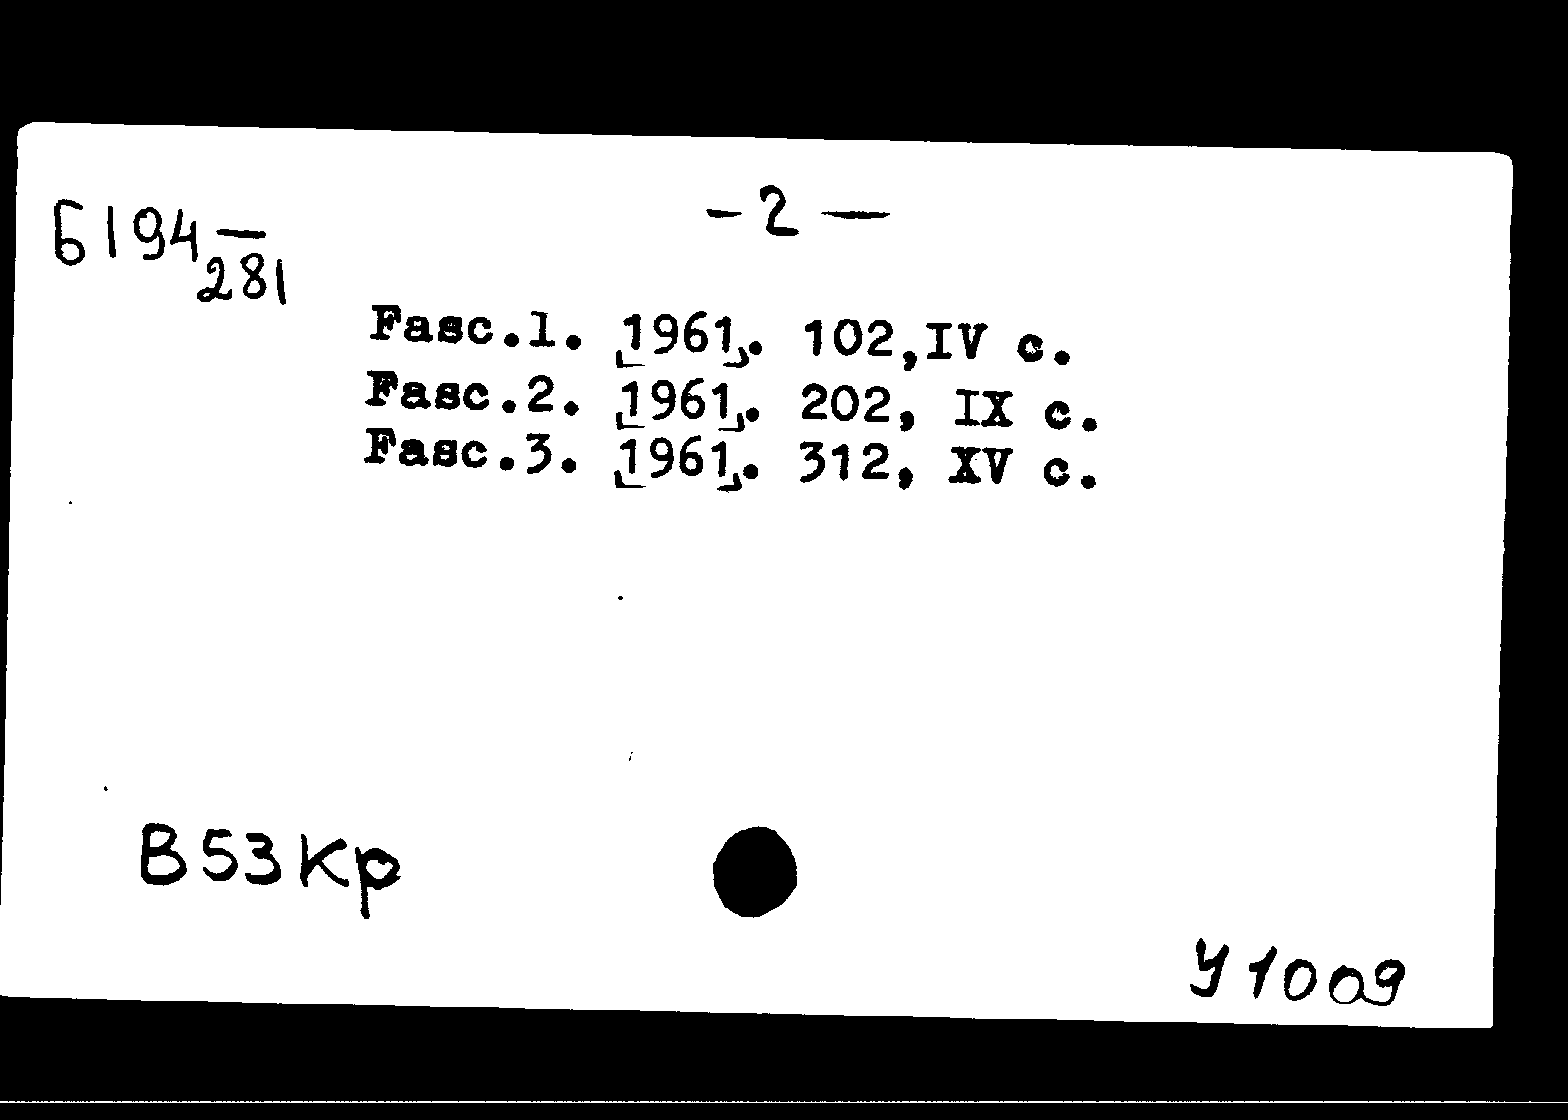 Б194—
281
— 2 —
Fasc.1. [1961]. 102,IV с.
Fasc.2. [1961]. 202, IX с.
Fasc.3. [1961]. 312, XV с.
В53Кр
У1009